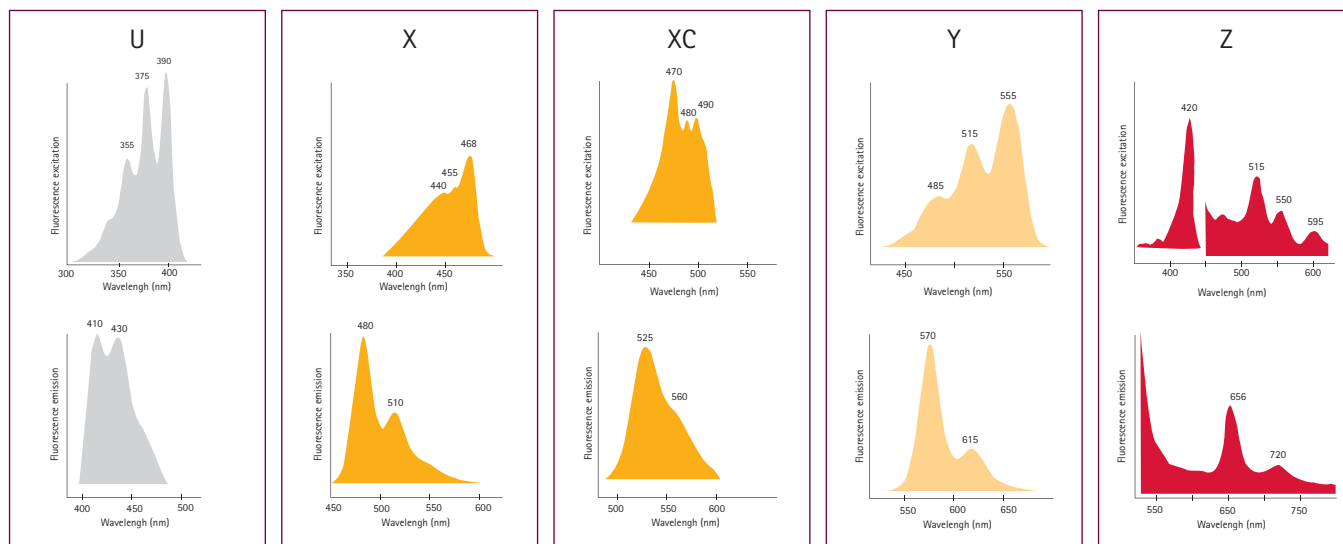 U
390
375
355
Fluorescence excitation
300
350
400
Wavelengh (nm)
410
430
Fluorescence emission
400
450
500
Wavelengh (nm)
X
468
455
440
Fluorescence excitation
350
400
450
Wavelengh (nm)
480
510
Fluorescence emission
450
500
550
600
Wavelengh (nm)
XC
470
490
480
Fluorescence excitation
450
500
550
Wavelengh (nm)
525
560
Fluorescence emission
500
550
600
Wavelengh (nm)
Y
555
515
485
Fluorescence excitation
450
500
550
Wavelengh (nm)
570
615
Fluorescence emission
550
600
650
Wavelengh (nm)
Z
420
515
550
595
Fluorescence excitation
400
500
600
Wavelengh (nm)
656
720
Fluorescence emission
550
650
750
Wavelengh (nm)